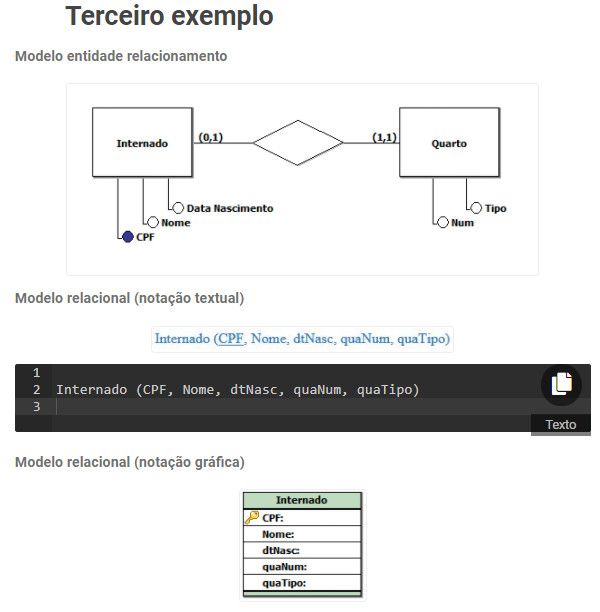 Terceiro exemplo
Modelo entidade relacionamento
Internado
(0,1)
(1,1)
Quarto
Data Nascimento
Nome
CPF
Tipo
Num
Modelo relacional (notação textual)
Internado (CPF, Nome, dtNasc, quaNum, quaTipo)
1
2 Internado (CPF, Nome, dtNasc, quaNum, quaTipo)
3
Texto
Modelo relacional (notação gráfica)
Internado
CPF:
Nome:
dtNasc:
quaNum:
quaTipo: